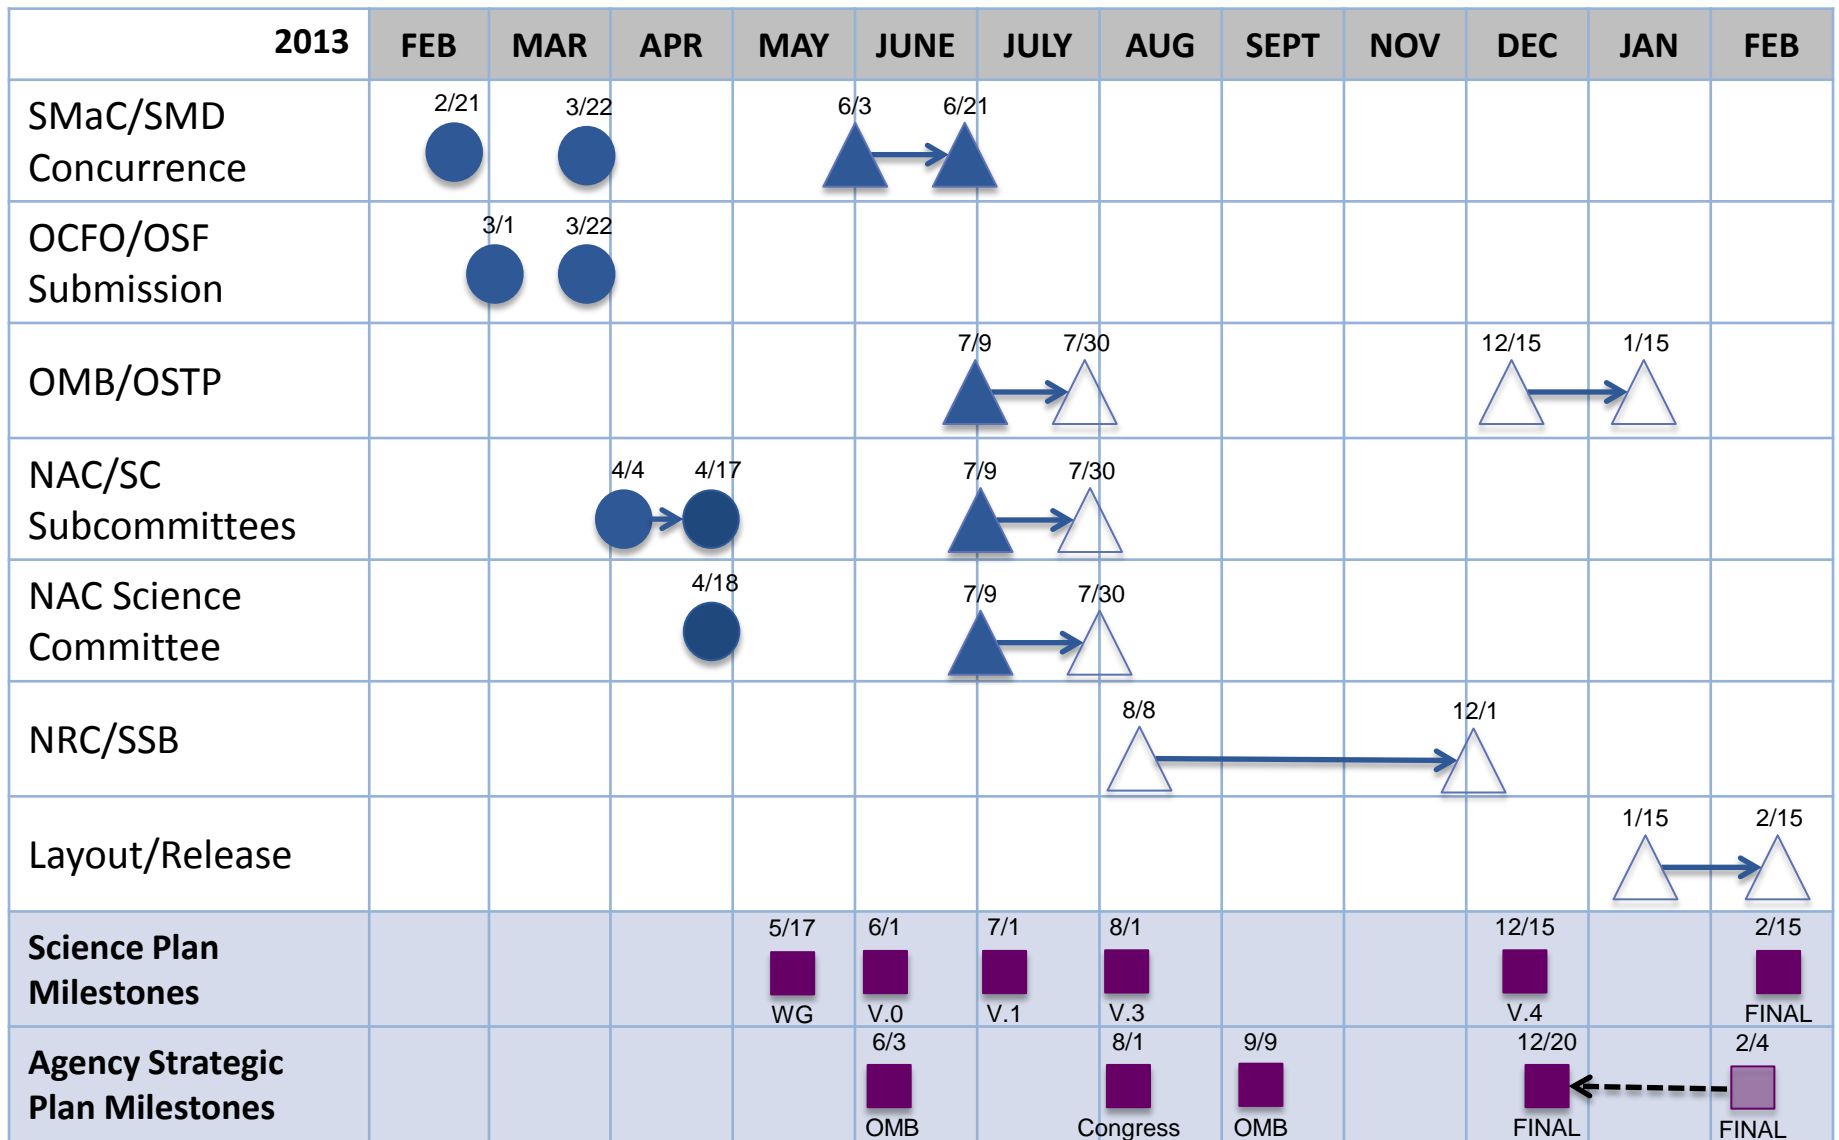 2013 FEB MAR APR MAY JUNE JULY AUG SEPT NOV DEC JAN FEB
SMaC/SMD
Concurrence
2/21 3/22 6/3 6/21
OCFO/OSF
Submission
3/1 3/22
OMB/OSTP
7/9 7/30 12/15 1/15
NAC/SC
Subcommittees
4/4 4/17 7/9 7/30
NAC Science
Committee
4/18 7/9 7/30
NRC/SSB
8/8 12/1
Layout/Release
1/15 2/15
Science Plan
Milestones
5/17 6/1 7/1 8/1 12/15 2/15
WG V.0 V.1 V.3 V.4 FINAL
Agency Strategic
Plan Milestones
6/3 8/1 9/9 12/20 2/4
OMB Congress OMB FINAL FINAL